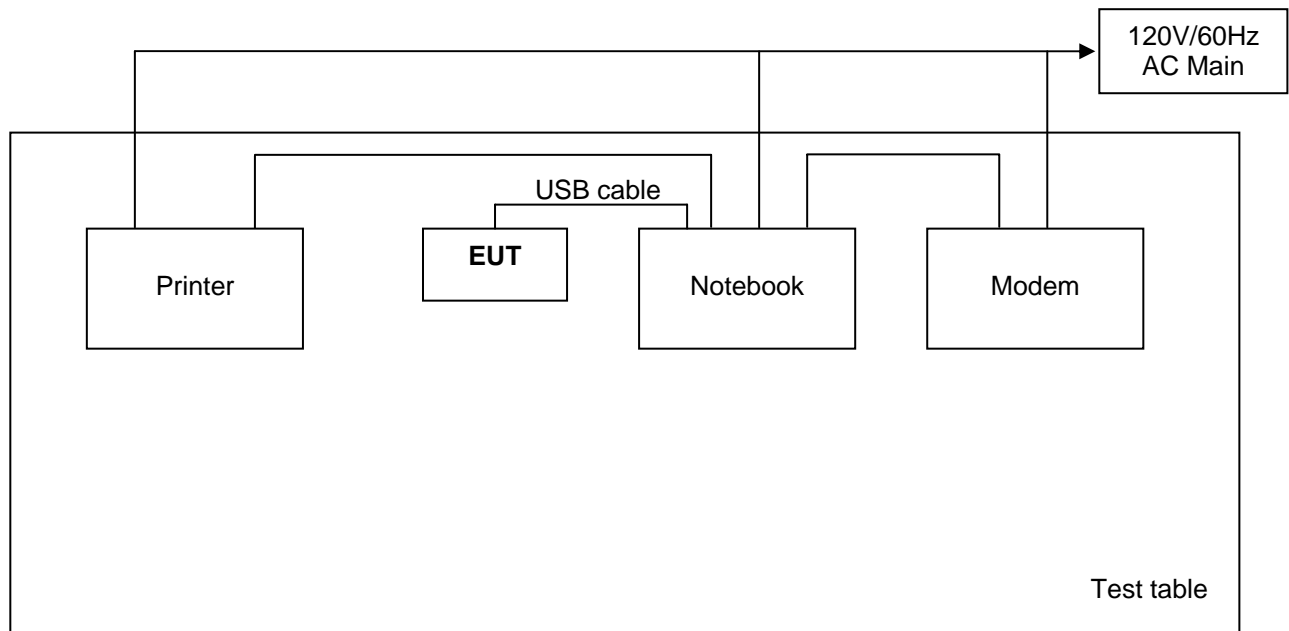 120V/60Hz
AC Main
USB cable
EUT
Printer
Notebook
Modem
Test table